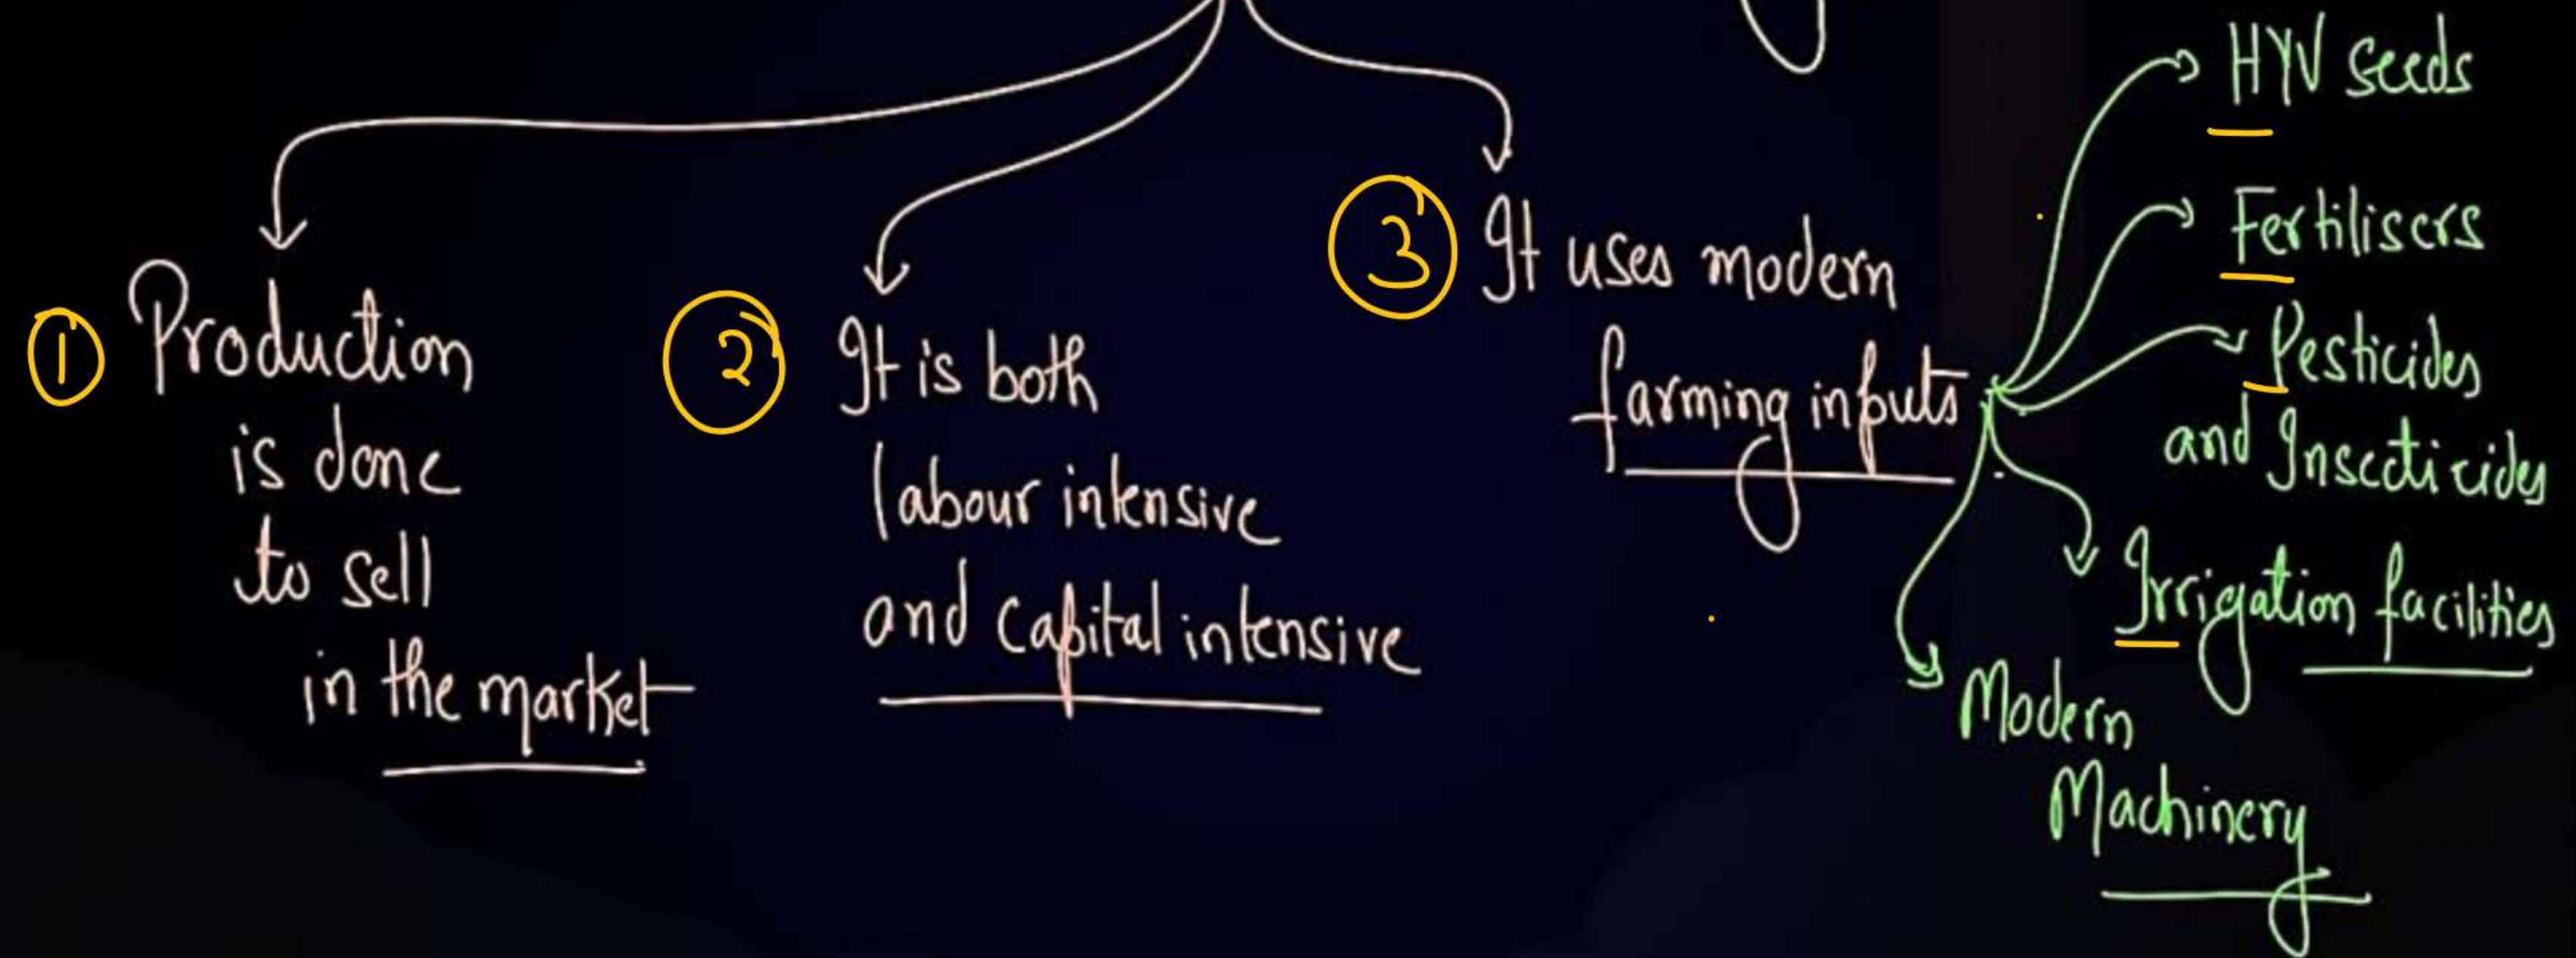 ① Production
is done
to sell
in the market
② It is both
labour intensive
and capital intensive
③ It uses modern
farming inputs
HYV seeds
Fertilisers
Pesticides
and Insecticides
Irrigation facilities
Modern
Machinery